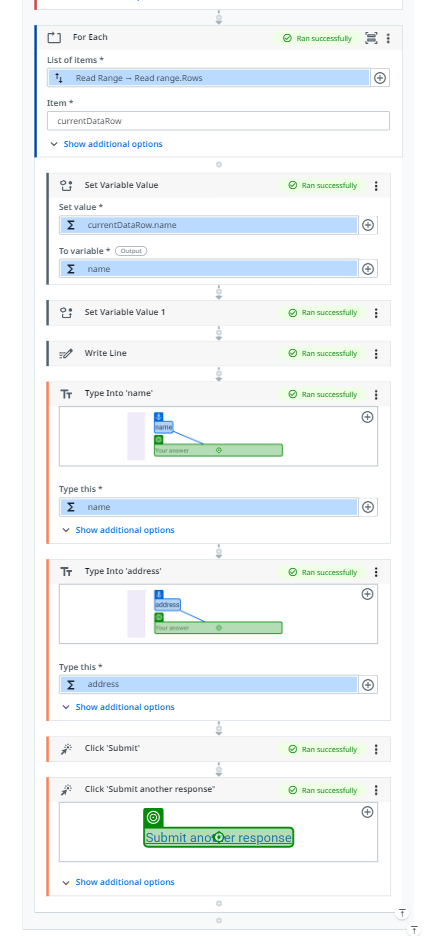 For Each
Ran successfully
List of items *
Read Range → Read range.Rows
Item *
currentDataRow
Show additional options
Set Variable Value
Ran successfully
Set value *
currentDataRow.name
To variable * Output
name
Set Variable Value 1
Ran successfully
Write Line
Ran successfully
Type Into 'name'
Ran successfully
name
Your answer
Type this *
name
Show additional options
Type Into 'address'
Ran successfully
address
Your answer
Type this *
address
Show additional options
Click 'Submit'
Ran successfully
Click 'Submit another response"
Ran successfully
Submit another response
Show additional options